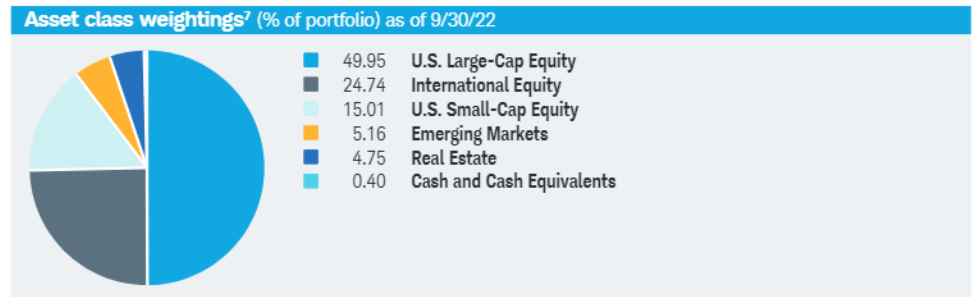 Asset class weightings⁷ (% of portfolio) as of 9/30/22
49.95 U.S. Large-Cap Equity
24.74 International Equity
15.01 U.S. Small-Cap Equity
5.16 Emerging Markets
4.75 Real Estate
0.40 Cash and Cash Equivalents